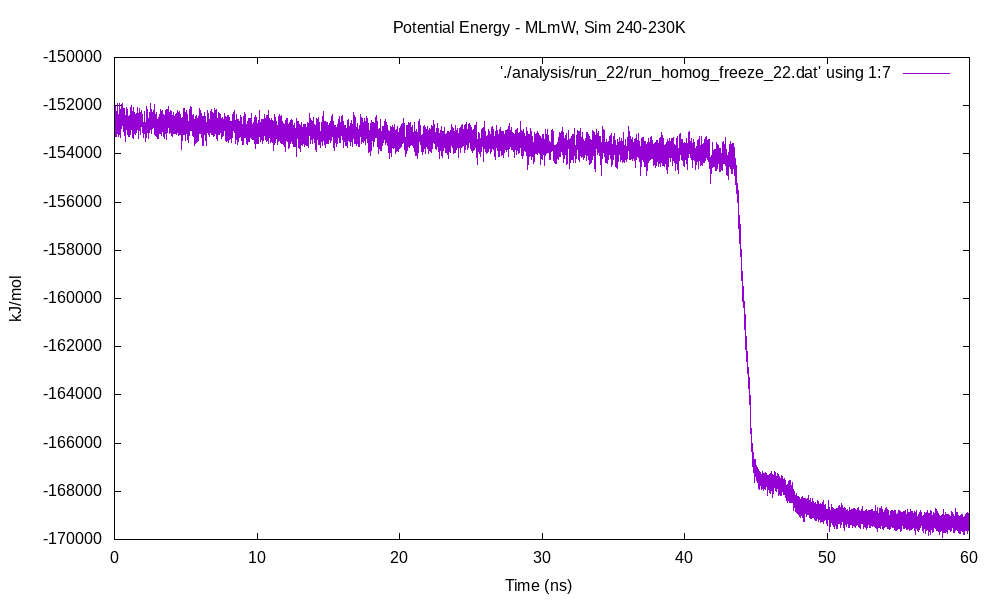 Potential Energy - MLmW, Sim 240-230K
'./analysis/run_22/run_homog_freeze_22.dat' using 1:7
-150000
-152000
-154000
-156000
-158000
-160000
-162000
-164000
-166000
-168000
-170000
kJ/mol
0 10 20 30 40 50 60
Time (ns)